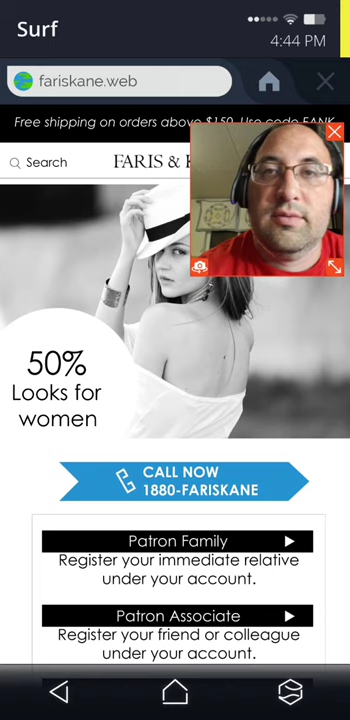 Surf
4:44 PM
fariskane.web
Free shipping on orders above $150. Use code FANK
Search
FARIS & K
50%
Looks for
women
CALL NOW
1880-FARISKANE
Patron Family
Register your immediate relative
under your account.
Patron Associate
Register your friend or colleague
under your account.